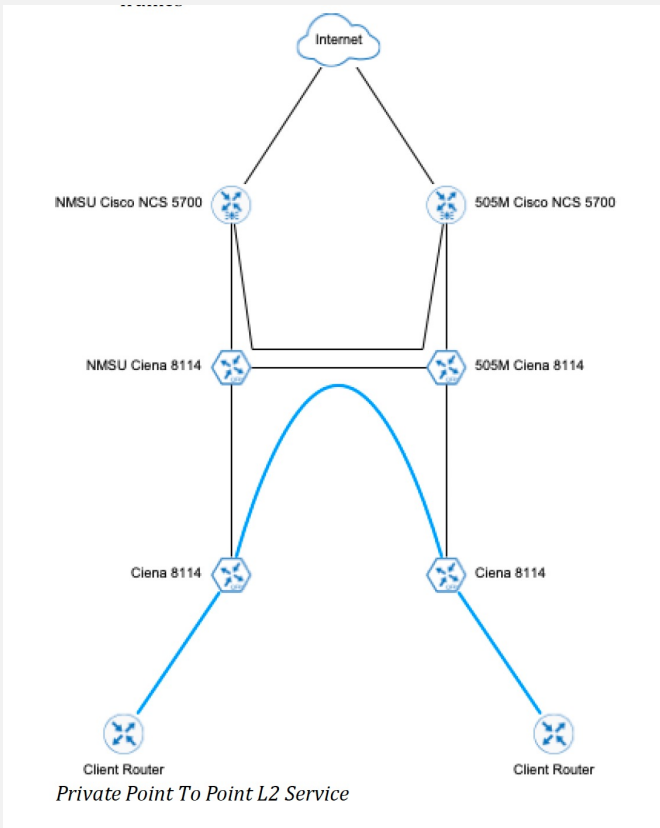 Internet
NMSU Cisco NCS 5700
505M Cisco NCS 5700
NMSU Ciena 8114
505M Ciena 8114
Ciena 8114
Ciena 8114
Client Router
Client Router
Private Point To Point L2 Service